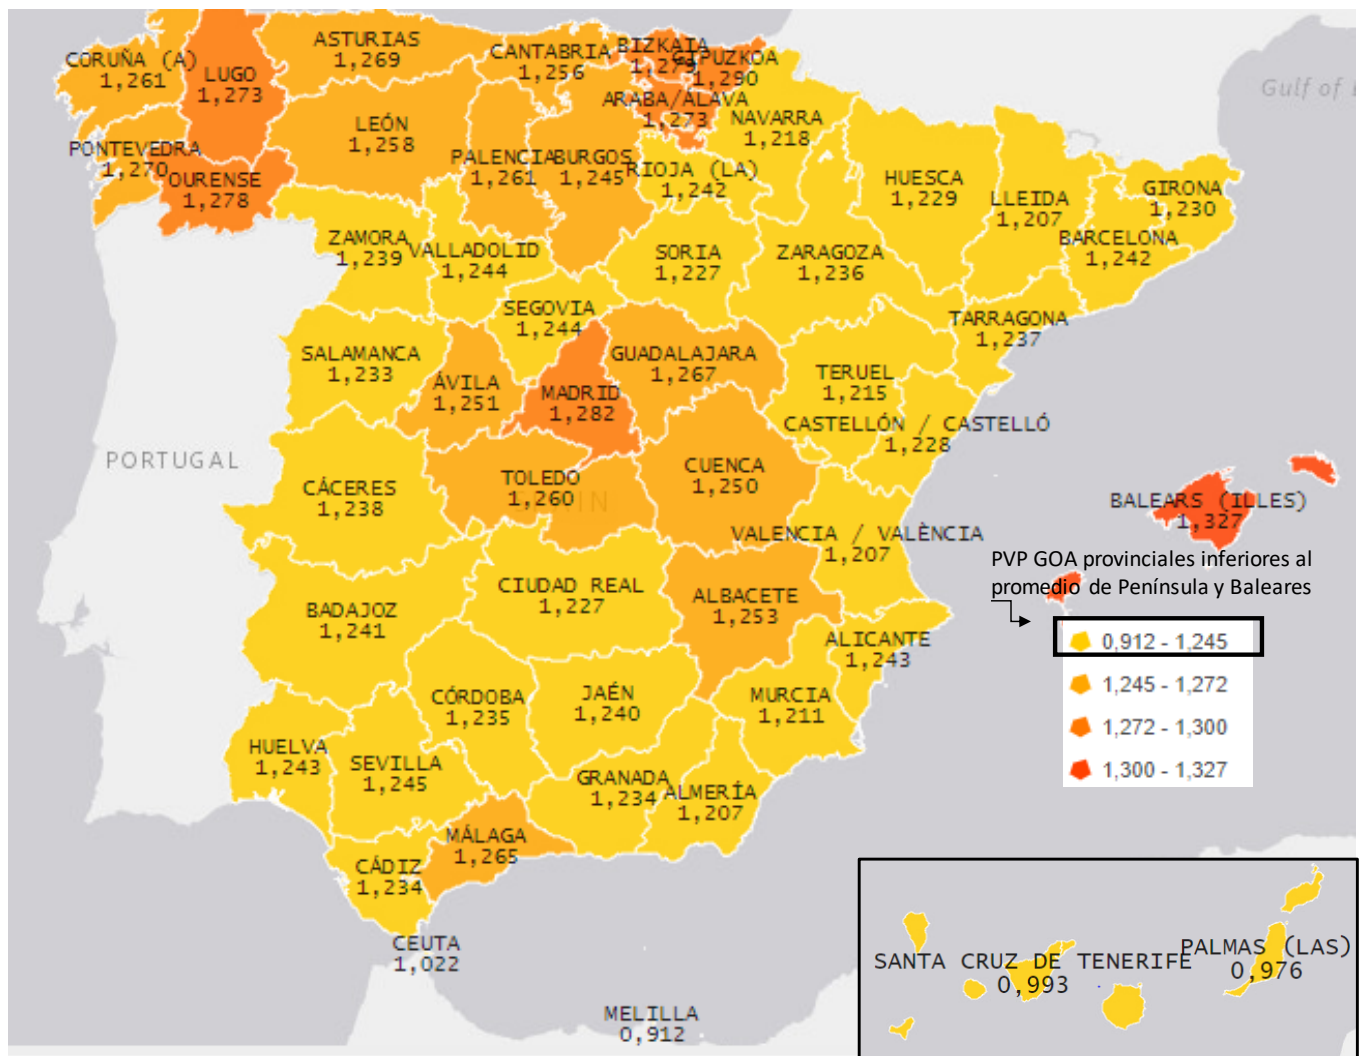 ASTURIAS
1,269
CANTABRIA
1,256
BIZKAIA
1,279
GIPUZKOA
1,290
CORUÑA (A)
1,261
LUGO
1,273
ARABA/ALAVA
1,273
Gulf of
NAVARRA
1,218
LEÓN
1,258
PONTEVEDRA
1,270
OURENSE
1,278
PALENCIA
1,261
BURGOS
1,245
RIOJA (LA)
1,242
HUESCA
1,229
LLEIDA
1,207
GIRONA
1,230
BARCELONA
1,242
ZAMORA
1,239
VALLADOLID
1,244
SORIA
1,227
ZARAGOZA
1,236
SEGOVIA
1,244
TARRAGONA
1,237
SALAMANCA
1,233
ÁVILA
1,251
MADRID
1,282
GUADALAJARA
1,267
TERUEL
1,215
CASTELLÓN / CASTELLÓ
1,228
PORTUGAL
CÁCERES
1,238
TOLEDO
1,260
SPAIN
CUENCA
1,250
BALEARS (ILLES)
1,327
VALENCIA / VALÈNCIA
1,207
PVP GOA provinciales inferiores al
promedio de Península y Baleares
0,912 - 1,245
1,245 - 1,272
1,272 - 1,300
1,300 - 1,327
BADAJOZ
1,241
CIUDAD REAL
1,227
ALBACETE
1,253
ALICANTE
1,243
CÓRDOBA
1,235
JAÉN
1,240
MURCIA
1,211
HUELVA
1,243
SEVILLA
1,245
GRANADA
1,234
ALMERÍA
1,207
MÁLAGA
1,265
CÁDIZ
1,234
CEUTA
1,022
MELILLA
0,912
SANTA CRUZ DE TENERIFE
0,993
PALMAS (LAS)
0,976